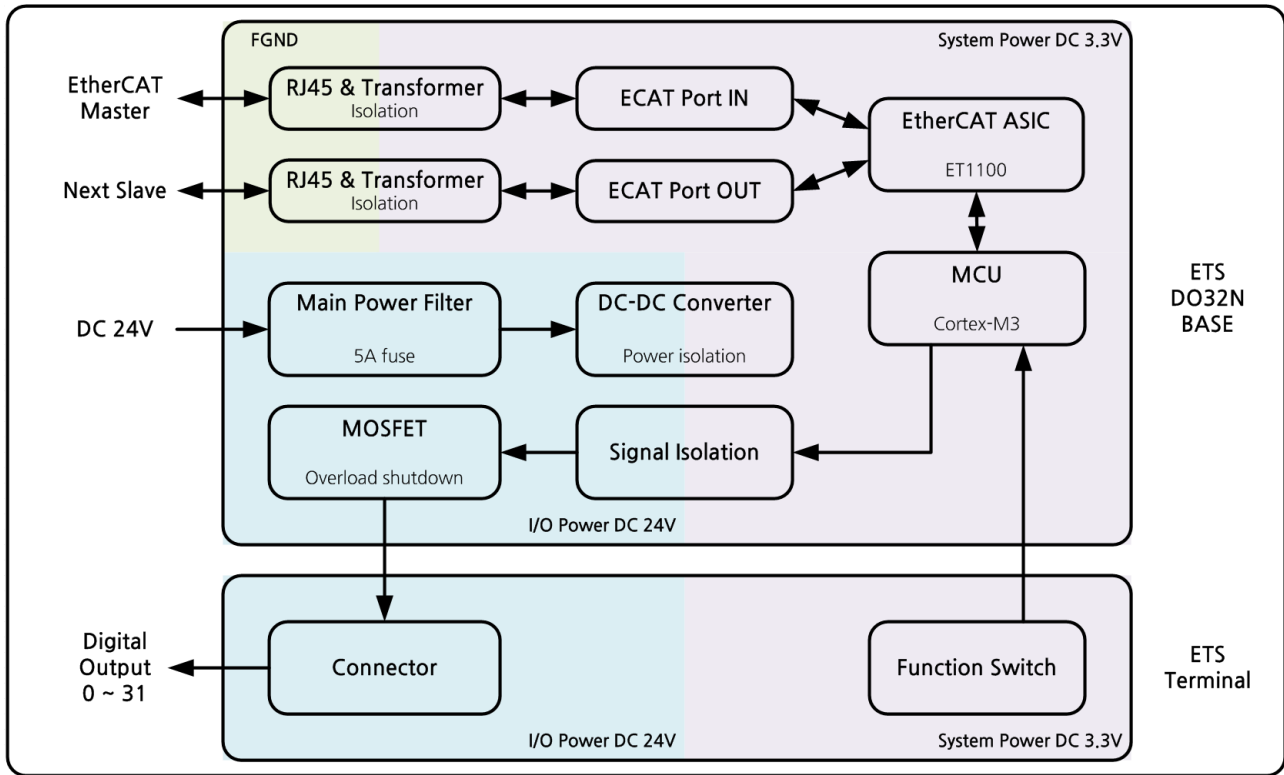 FGND
System Power DC 3.3V
EtherCAT
Master
RJ45 & Transformer
Isolation
ECAT Port IN
EtherCAT ASIC
ET1100
Next Slave
RJ45 & Transformer
Isolation
ECAT Port OUT
DC 24V
Main Power Filter
5A fuse
DC-DC Converter
Power isolation
MCU
Cortex-M3
ETS
DO32N
BASE
MOSFET
Overload shutdown
Signal Isolation
I/O Power DC 24V
Digital
Output
0 ~ 31
Connector
Function Switch
ETS
Terminal
I/O Power DC 24V
System Power DC 3.3V